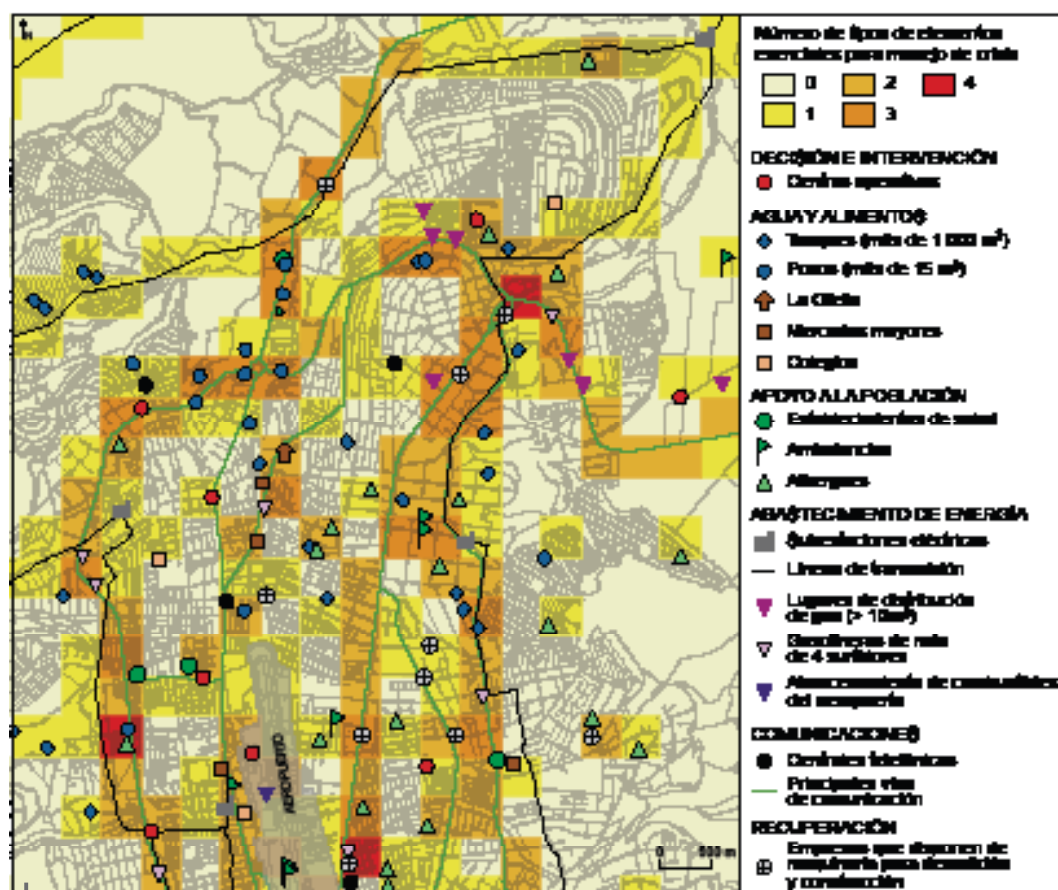 N
AEROPUERTO
0 500 m
Número de tipos de elementos
esenciales para manejo de crisis
0 2 4
1 3
DECISIÓN E INTERVENCIÓN
Centros operativos
AGUA Y ALIMENTOS
Tanques (más de 1 000 m³)
Pozos (más de 15 m³)
Mercados mayores
Colegios
APOYO A LA POBLACIÓN
Establecimientos de salud
Ambulancias
Albergues
ABASTECIMIENTO DE ENERGÍA
Subestaciones eléctricas
Líneas de transmisión
Lugares de distribución
de gas (> 10m³)
Gasolineras de más
de 4 surtidores
Almacenamiento de combustibles
del aeropuerto
COMUNICACIONES
Centrales telefónicas
Principales vías
de comunicación
RECUPERACIÓN
Empresas que disponen de
maquinaria para demolición
y construcción